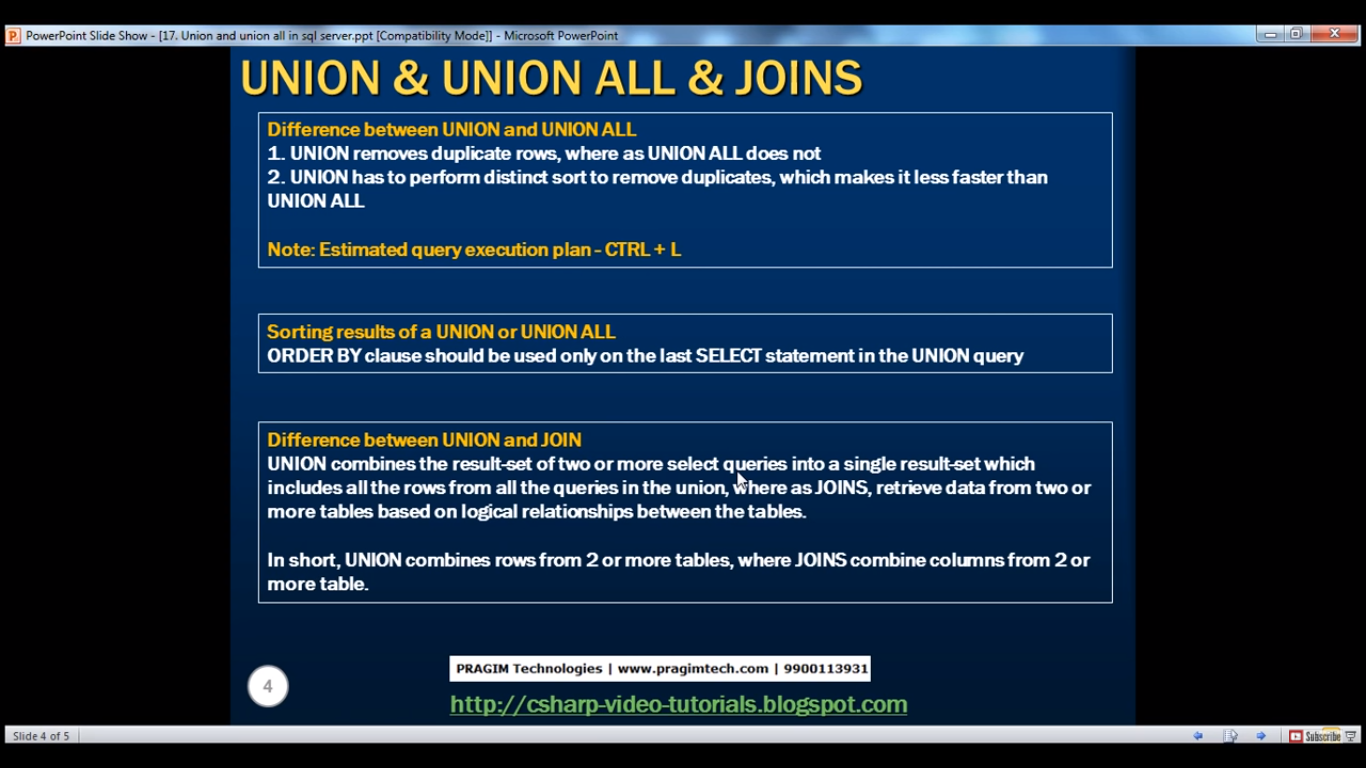 PowerPoint Slide Show - [17. Union and union all in sql server.ppt [Compatibility Mode]] - Microsoft PowerPoint
UNION & UNION ALL & JOINS
Difference between UNION and UNION ALL
1. UNION removes duplicate rows, where as UNION ALL does not
2. UNION has to perform distinct sort to remove duplicates, which makes it less faster than
UNION ALL
Note: Estimated query execution plan - CTRL + L
Sorting results of a UNION or UNION ALL
ORDER BY clause should be used only on the last SELECT statement in the UNION query
Difference between UNION and JOIN
UNION combines the result-set of two or more select queries into a single result-set which
includes all the rows from all the queries in the union, where as JOINS, retrieve data from two or
more tables based on logical relationships between the tables.
In short, UNION combines rows from 2 or more tables, where JOINS combine columns from 2 or
more table.
PRAGIM Technologies | www.pragimtech.com | 9900113931
4
http://csharp-video-tutorials.blogspot.com
Slide 4 of 5
Subscribe